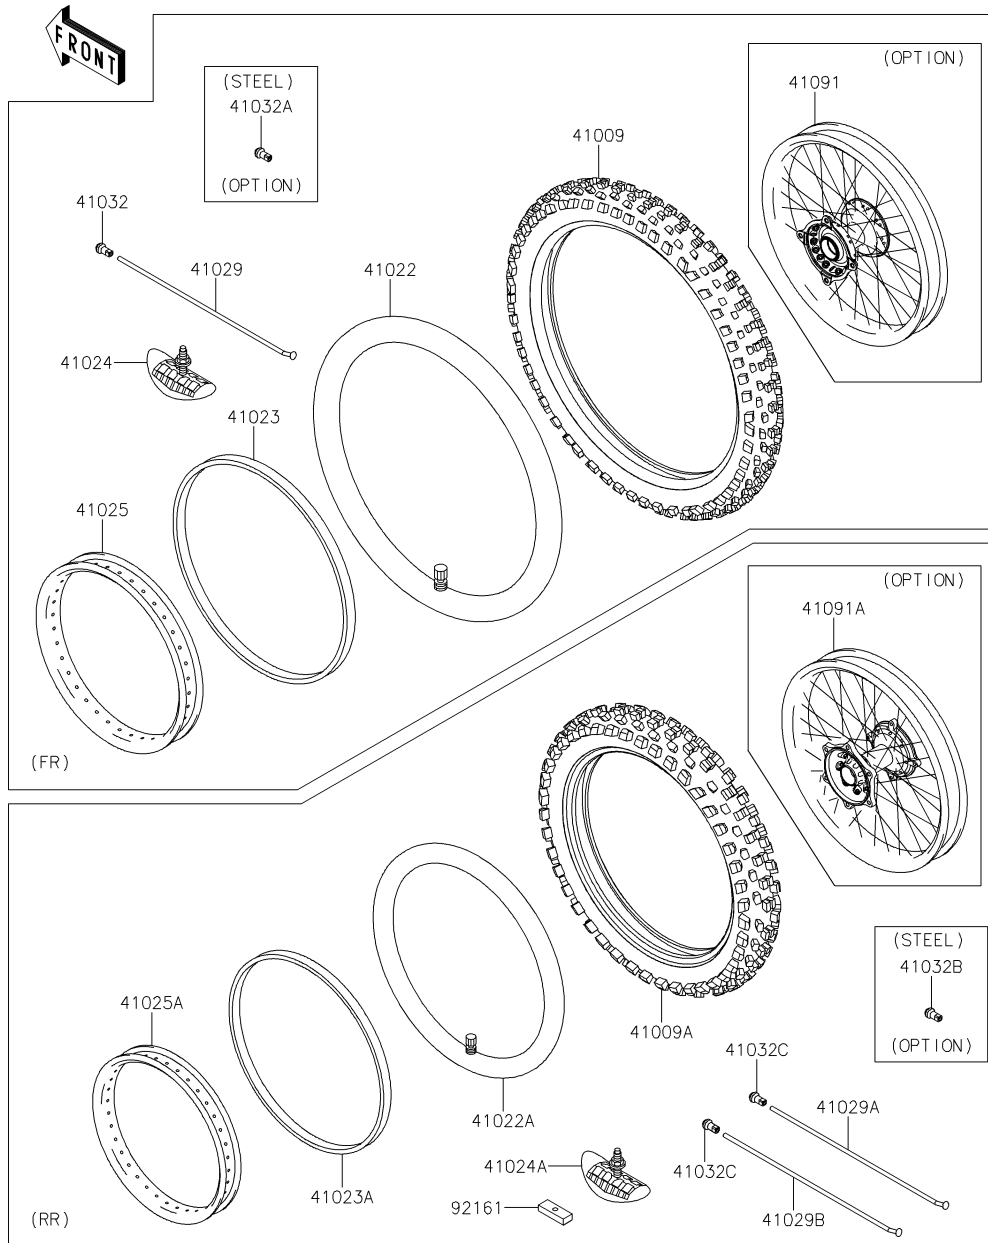 FRONT
(STEEL)
41032A
(OPTION)
(OPTION)
41091
41009
41032
41029
41022
41024
41023
41025
(FR)
(OPTION)
41091A
(STEEL)
41032B
(OPTION)
41009A
41025A
41032C
41029A
41022A
41024A
41032C
41023A
92161
41029B
(RR)